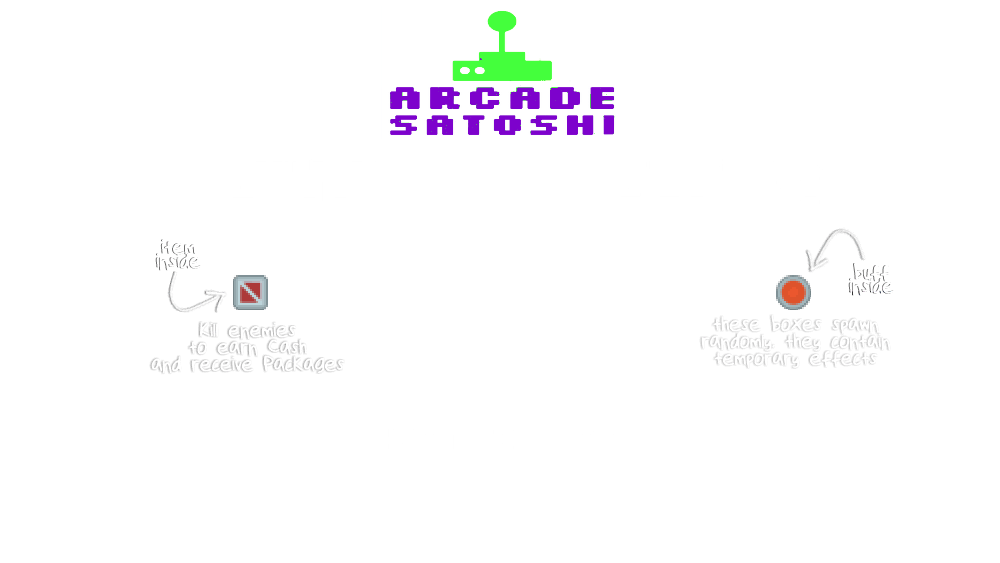 ARCADE
SATOSHI
item
inside
Kill enemies
to earn Cash
and receive Packages
buff
inside
these boxes spawn
randomly. they contain
temporary effects